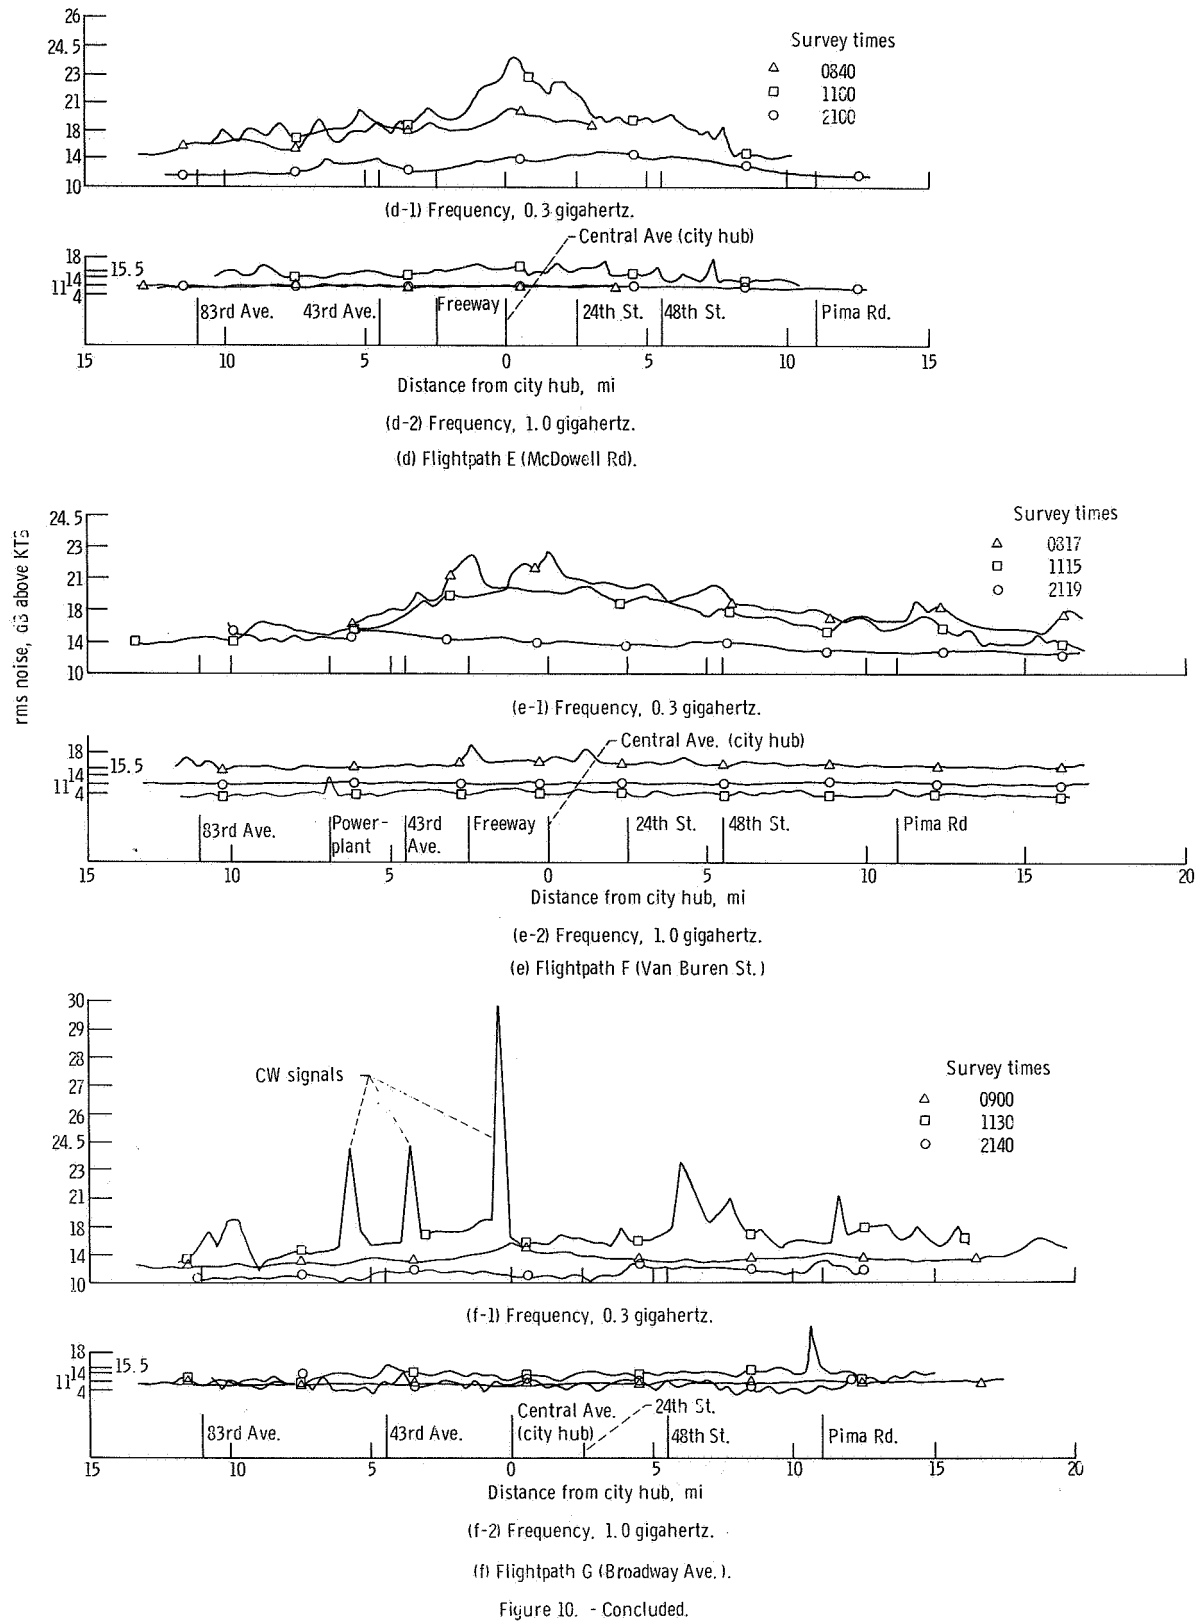 26
24.5
23
21
18
14
10
Survey times
0840
1100
2100
(d-1) Frequency, 0.3 gigahertz.
Central Ave (city hub)
18
15.5
14
11
4
83rd Ave.
43rd Ave.
Freeway
24th St.
48th St.
Pima Rd.
15 10 5 0 5 10 15
Distance from city hub, mi
(d-2) Frequency, 1.0 gigahertz.
(d) Flightpath E (McDowell Rd).
rms noise, dB above KTB
24.5
23
21
18
14
10
Survey times
0817
1115
2119
(e-1) Frequency, 0.3 gigahertz.
Central Ave. (city hub)
18
15.5
14
11
4
83rd Ave.
Power-
plant
43rd
Ave.
Freeway
24th St.
48th St.
Pima Rd
15 10 5 0 5 10 15 20
Distance from city hub, mi
(e-2) Frequency, 1.0 gigahertz.
(e) Flightpath F (Van Buren St.)
30
29
28
27
26
24.5
23
21
18
14
10
CW signals
Survey times
0900
1130
2140
(f-1) Frequency, 0.3 gigahertz.
18
15.5
14
11
4
83rd Ave.
43rd Ave.
Central Ave.
(city hub)
24th St.
48th St.
Pima Rd.
15 10 5 0 5 10 15 20
Distance from city hub, mi
(f-2) Frequency, 1.0 gigahertz.
(f) Flightpath G (Broadway Ave.).
Figure 10. - Concluded.